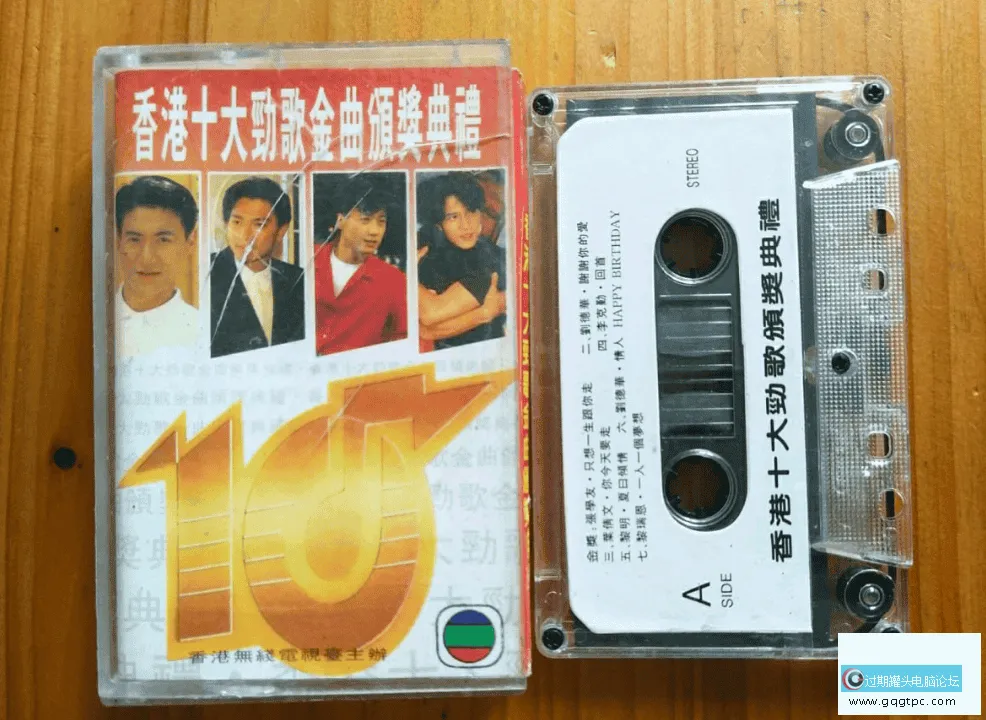 香港十大勁歌金曲頒獎典禮
10
香港無綫電視臺主辦
STEREO
金獎：張學友・只想一生跟你走 二、劉德華・謝謝你的愛
三、葉倩文・你今天要走 四、李克勤・回首
五、黎明・夏日傾情 六、劉德華・情人 HAPPY BIRTHDAY
七、黎瑞恩・一人一個夢想
A
SIDE
香港十大勁歌頒獎典禮
过期罐头电脑论坛
www.gqgtpc.com